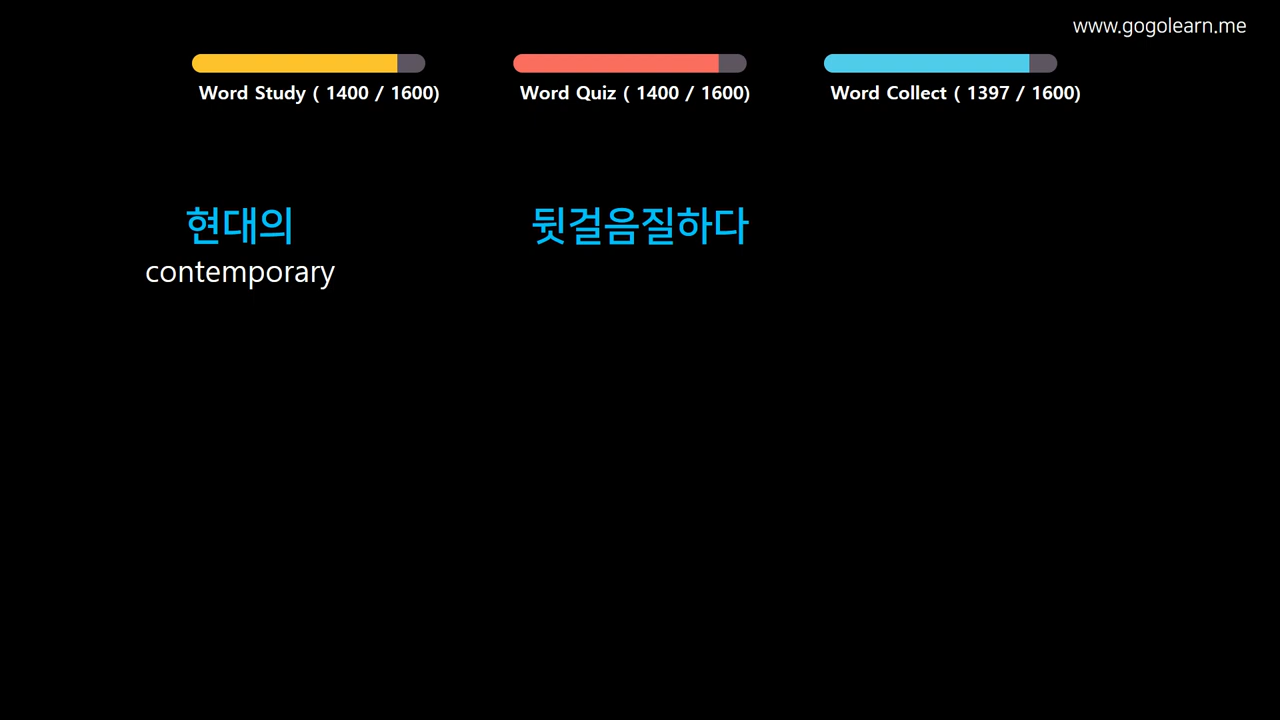 www.gogolearn.me
Word Study ( 1400 / 1600)
Word Quiz ( 1400 / 1600)
Word Collect ( 1397 / 1600)
현대의
contemporary
뒷걸음질하다